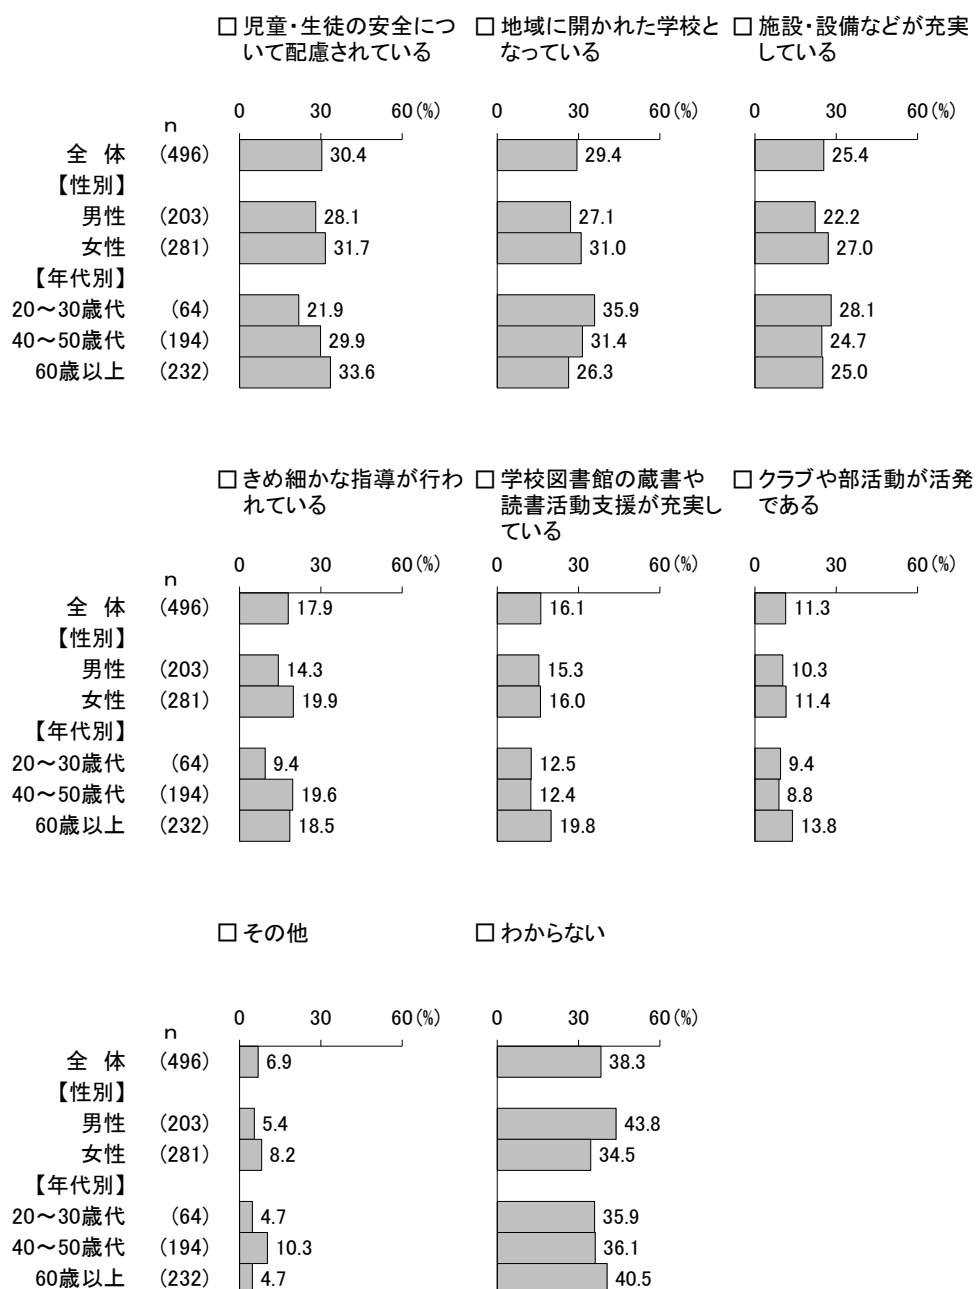 □ 児童・生徒の安全につ
いて配慮されている
□ 地域に開かれた学校と
なっている
□ 施設・設備などが充実
している
n
0 30 60(%)
0 30 60(%)
0 30 60(%)
全 体 (496) 30.4 29.4 25.4
【性別】
男性 (203) 28.1 27.1 22.2
女性 (281) 31.7 31.0 27.0
【年代別】
20～30歳代 (64) 21.9 35.9 28.1
40～50歳代 (194) 29.9 31.4 24.7
60歳以上 (232) 33.6 26.3 25.0
□ きめ細かな指導が行わ
れている
□ 学校図書館の蔵書や
読書活動支援が充実し
ている
□ クラブや部活動が活発
である
n
0 30 60(%)
0 30 60(%)
0 30 60(%)
全 体 (496) 17.9 16.1 11.3
【性別】
男性 (203) 14.3 15.3 10.3
女性 (281) 19.9 16.0 11.4
【年代別】
20～30歳代 (64) 9.4 12.5 9.4
40～50歳代 (194) 19.6 12.4 8.8
60歳以上 (232) 18.5 19.8 13.8
□ その他
□ わからない
n
0 30 60(%)
0 30 60(%)
全 体 (496) 6.9 38.3
【性別】
男性 (203) 5.4 43.8
女性 (281) 8.2 34.5
【年代別】
20～30歳代 (64) 4.7 35.9
40～50歳代 (194) 10.3 36.1
60歳以上 (232) 4.7 40.5